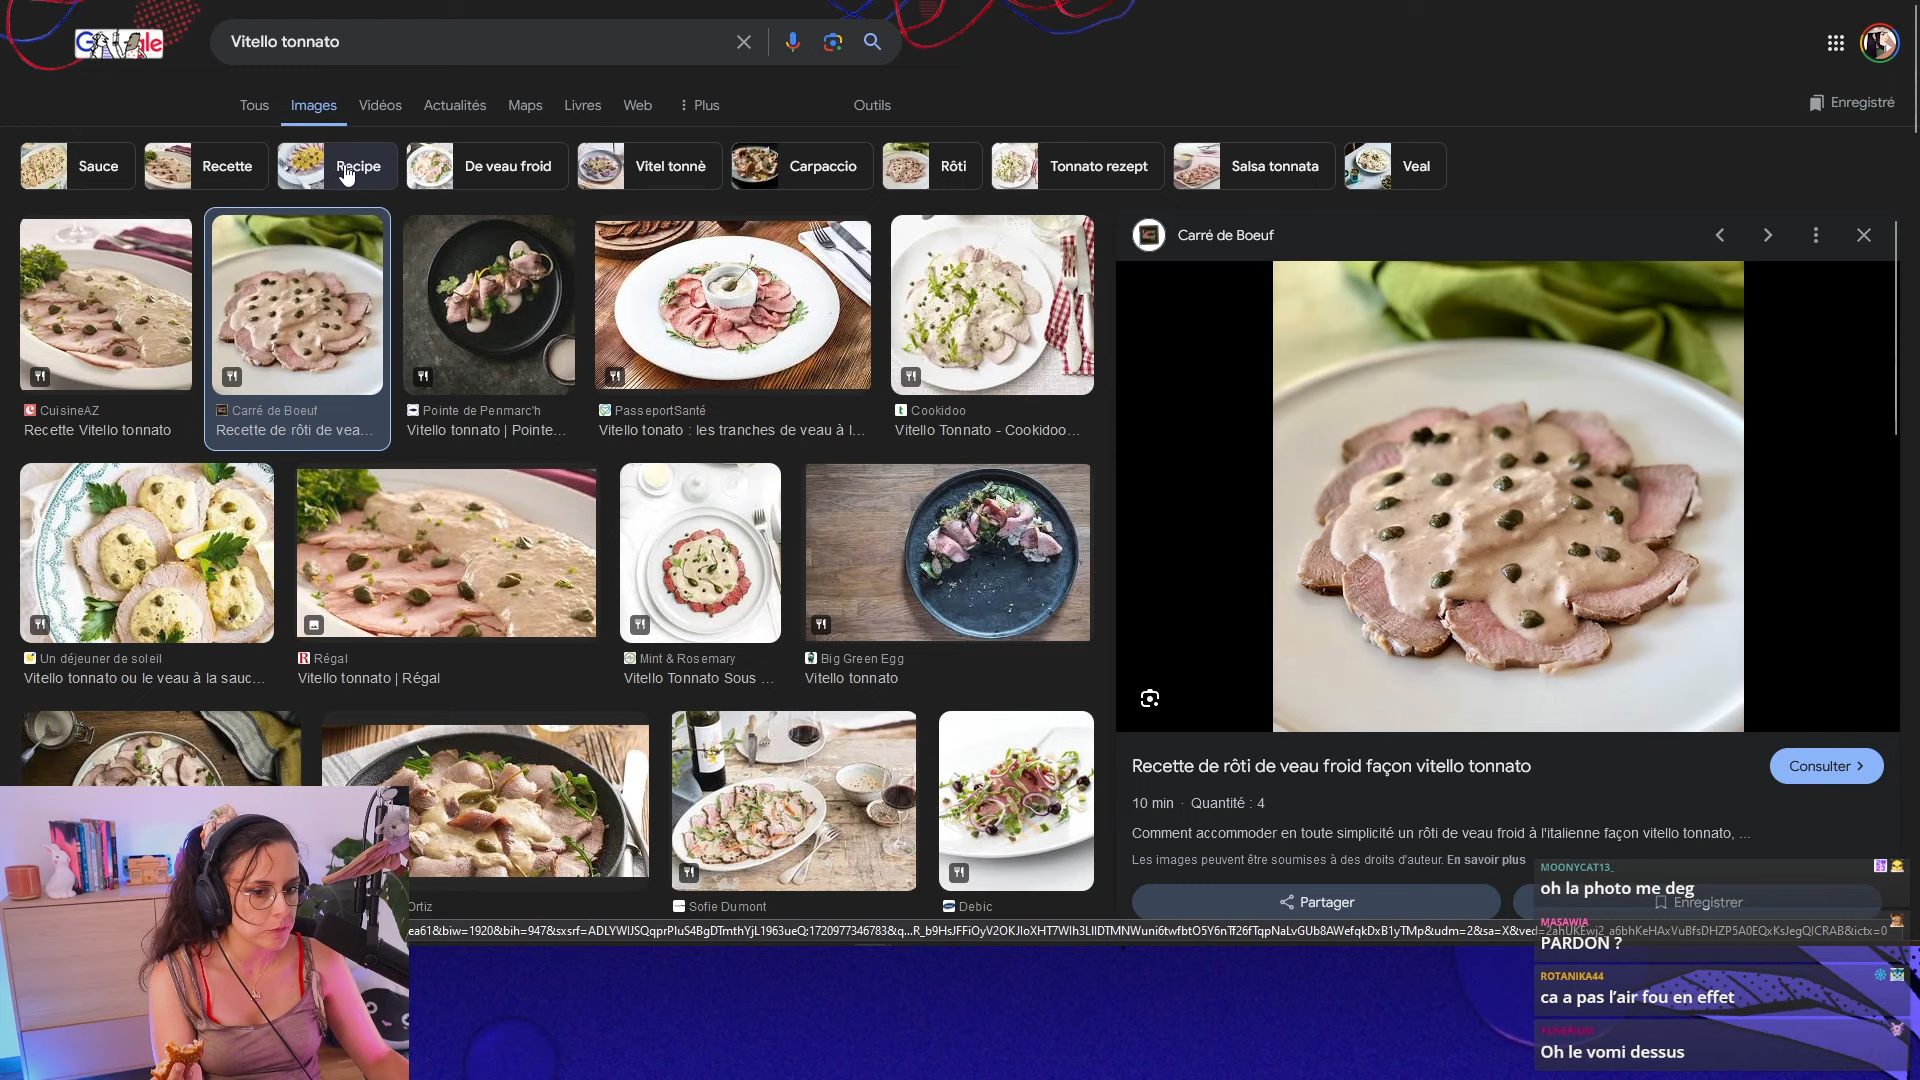 Google
Vitello tonnato
Tous
Images
Vidéos
Actualités
Maps
Livres
Web
Plus
Outils
Enregistré
Sauce
Recette
Recipe
De veau froid
Vitel tonnè
Carpaccio
Rôti
Tonnato rezept
Salsa tonnata
Veal
CuisineAZ
Recette Vitello tonnato
Carré de Boeuf
Recette de rôti de vea...
Pointe de Penmarc'h
Vitello tonnato | Pointe...
PasseportSanté
Vitello tonato : les tranches de veau à l...
Cookidoo
Vitello Tonnato - Cookidoo...
Un déjeuner de soleil
Vitello tonnato ou le veau à la sauc...
Régal
Vitello tonnato | Régal
Mint & Rosemary
Vitello Tonnato Sous ...
Big Green Egg
Vitello tonnato
Ortiz
Sofie Dumont
Debic
Carré de Boeuf
Recette de rôti de veau froid façon vitello tonnato
Consulter
10 min · Quantité : 4
Comment accommoder en toute simplicité un rôti de veau froid à l'italienne façon vitello tonnato, ...
Les images peuvent être soumises à des droits d'auteur. En savoir plus
Partager
Enregistrer
MOONYCAT13_
oh la photo me deg
MASAWIA
PARDON ?
ROTANIKA44
ca a pas l'air fou en effet
Oh le vomi dessus